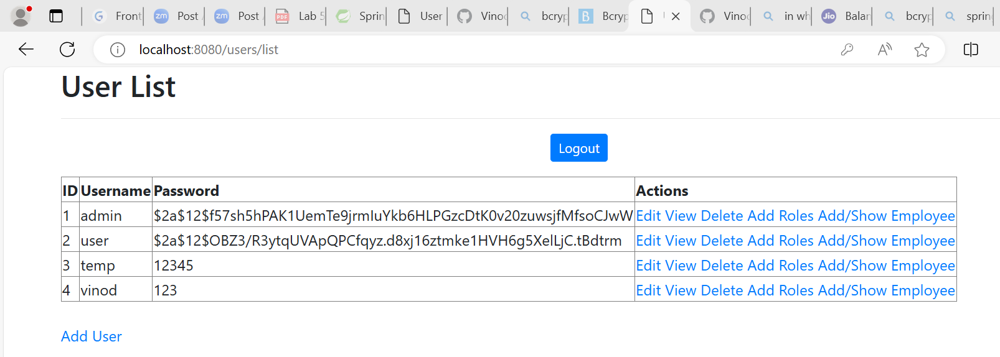 Front Post Post Lab 5 Sprin User Vinod bcryp Bcryp Vinod in wh Balan bcryp sprin
localhost:8080/users/list
User List
Logout
ID Username Password Actions
1 admin $2a$12$f57sh5hPAK1UemTe9jrmIuYkb6HLPGzcDtK0v20zuwsjfMfsoCJwW Edit View Delete Add Roles Add/Show Employee
2 user $2a$12$OBZ3/R3ytqUVApQPCfqyz.d8xj16ztmke1HVH6g5XelLjC.tBdtrm Edit View Delete Add Roles Add/Show Employee
3 temp 12345 Edit View Delete Add Roles Add/Show Employee
4 vinod 123 Edit View Delete Add Roles Add/Show Employee
Add User